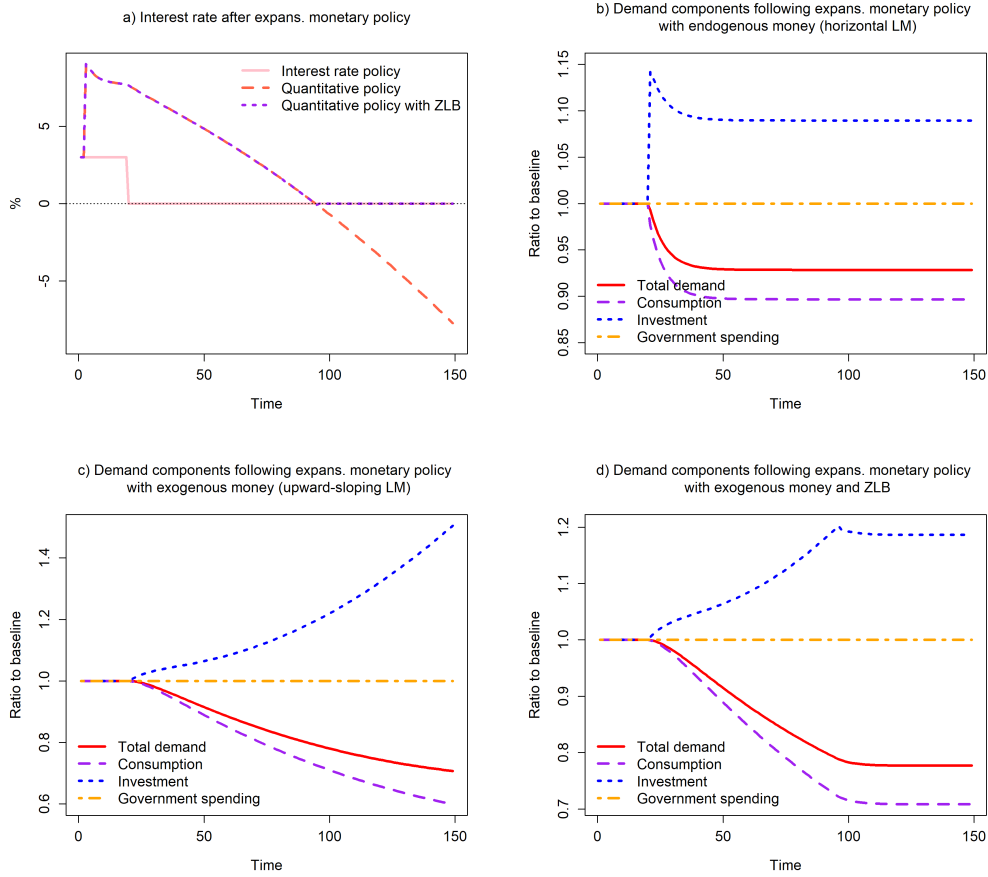 a) Interest rate after expans. monetary policy
%
5
0
-5
Interest rate policy
Quantitative policy
Quantitative policy with ZLB
0 50 100 150
Time
b) Demand components following expans. monetary policy
with endogenous money (horizontal LM)
Ratio to baseline
1.15
1.10
1.05
1.00
0.95
0.90
0.85
Total demand
Consumption
Investment
Government spending
0 50 100 150
Time
c) Demand components following expans. monetary policy
with exogenous money (upward-sloping LM)
Ratio to baseline
1.4
1.2
1.0
0.8
0.6
Total demand
Consumption
Investment
Government spending
0 50 100 150
Time
d) Demand components following expans. monetary policy
with exogenous money and ZLB
Ratio to baseline
1.2
1.1
1.0
0.9
0.8
0.7
Total demand
Consumption
Investment
Government spending
0 50 100 150
Time